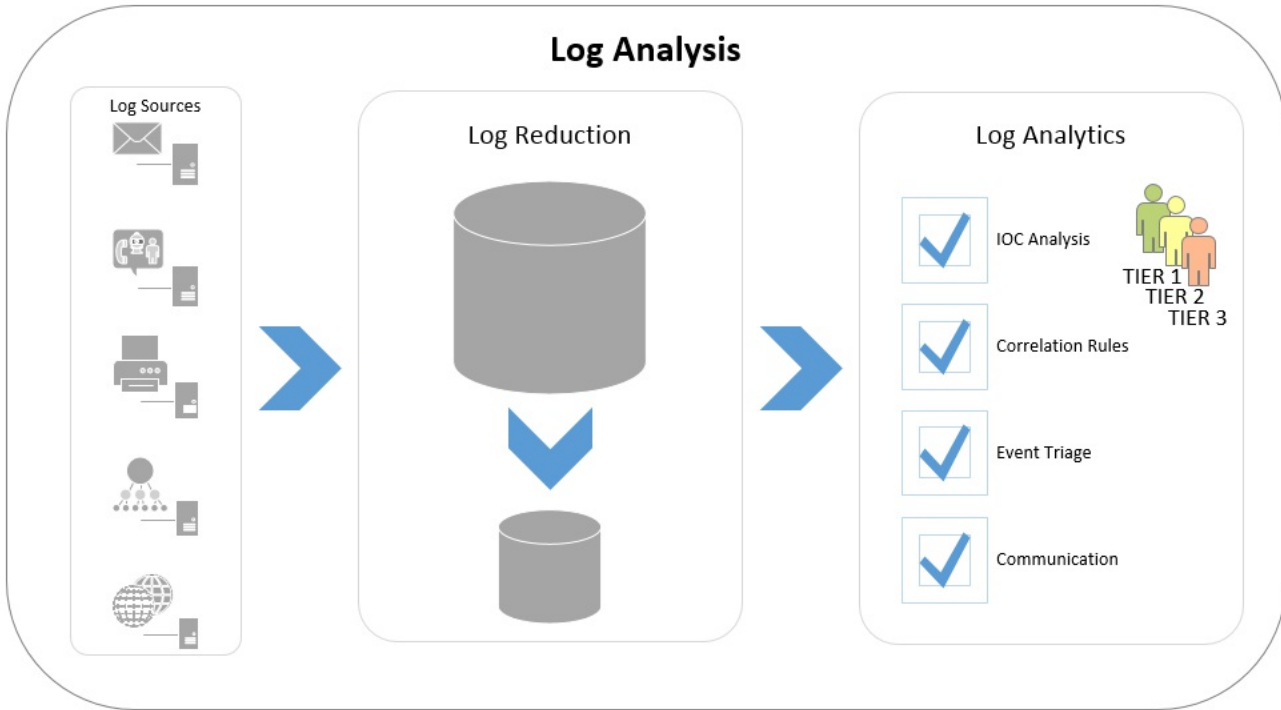 Log Analysis
Log Sources
Log Reduction
Log Analytics
IOC Analysis
TIER 1
TIER 2
TIER 3
Correlation Rules
Event Triage
Communication